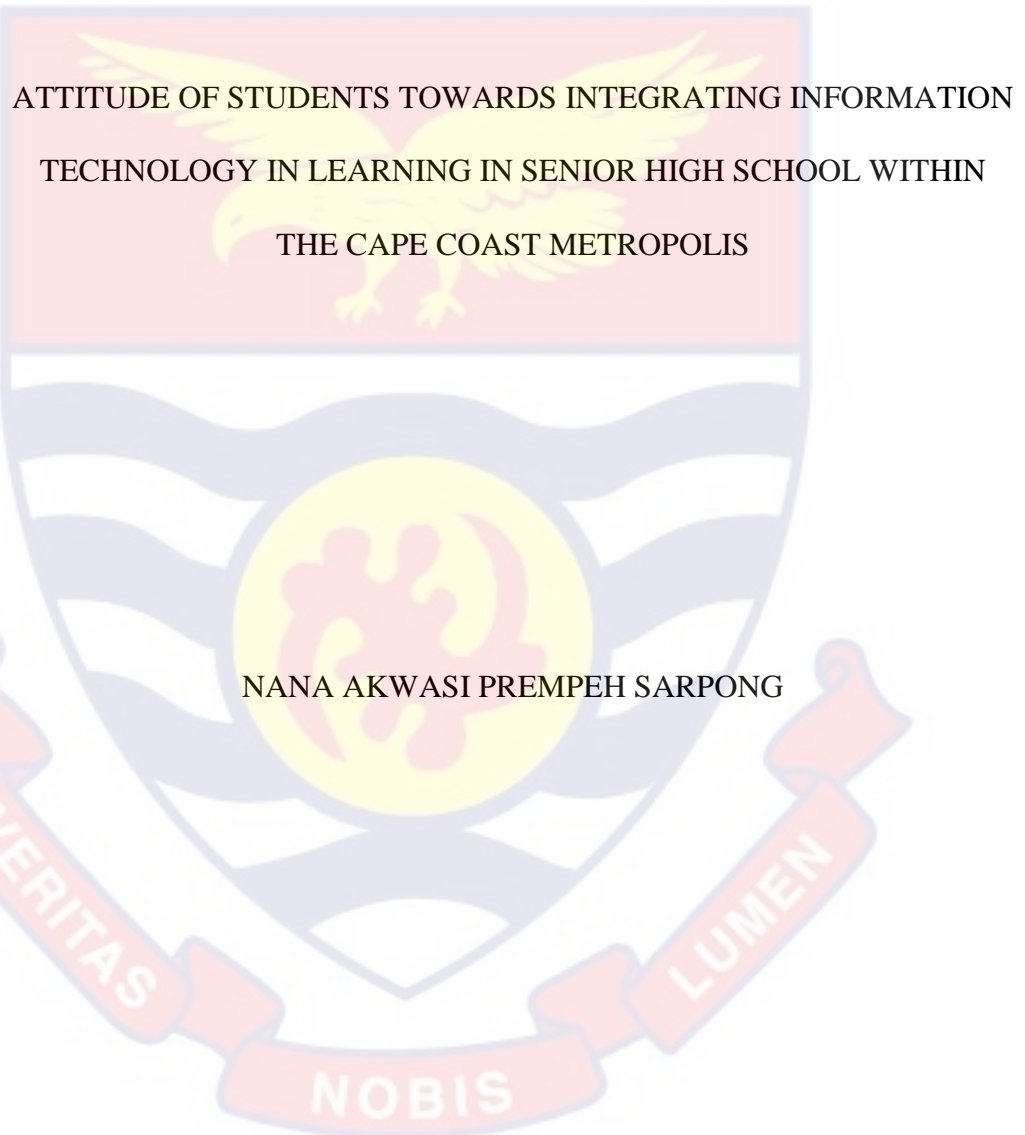 ATTITUDE OF STUDENTS TOWARDS INTEGRATING INFORMATION
TECHNOLOGY IN LEARNING IN SENIOR HIGH SCHOOL WITHIN
THE CAPE COAST METROPOLIS
NANA AKWASI PREMPEH SARPONG
VERITAS
NOBIS
LUMEN